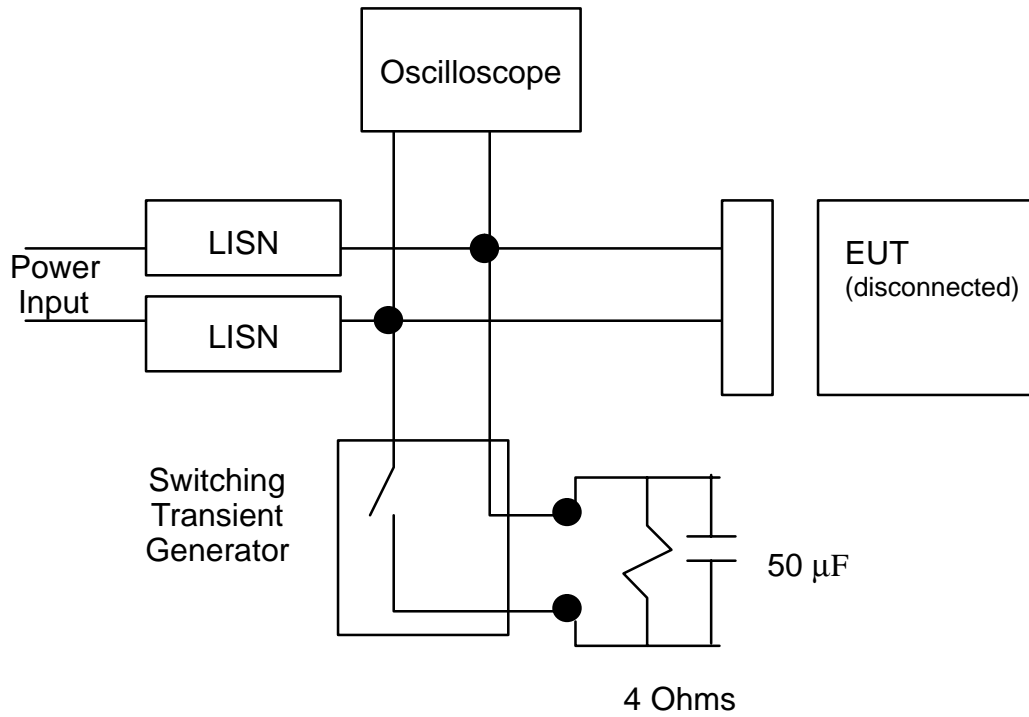 Oscilloscope
LISN
Power
Input
LISN
EUT
(disconnected)
Switching
Transient
Generator
50 μF
4 Ohms